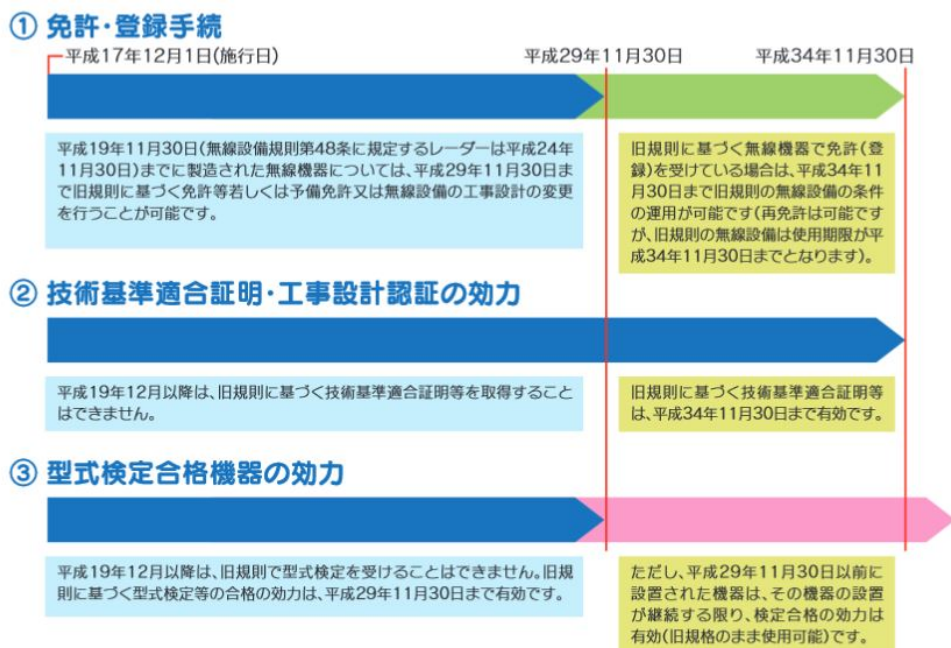 ① 免許・登録手続
平成17年12月1日(施行日)
平成29年11月30日
平成34年11月30日
平成19年11月30日(無線設備規則第48条に規定するレーダーは平成24年
11月30日)までに製造された無線機器については、平成29年11月30日ま
で旧規則に基づく免許等若しくは予備免許又は無線設備の工事設計の変更
を行うことが可能です。
旧規則に基づく無線機器で免許(登
録)を受けている場合は、平成34年11
月30日まで旧規則の無線設備の条件
の運用が可能です(再免許は可能です
が、旧規則の無線設備は使用期限が平
成34年11月30日までとなります)。
② 技術基準適合証明・工事設計認証の効力
平成19年12月以降は、旧規則に基づく技術基準適合証明等を取得すること
はできません。
旧規則に基づく技術基準適合証明等
は、平成34年11月30日まで有効です。
③ 型式検定合格機器の効力
平成19年12月以降は、旧規則で型式検定を受けることはできません。旧規
則に基づく型式検定等の合格の効力は、平成29年11月30日まで有効です。
ただし、平成29年11月30日以前に
設置された機器は、その機器の設置
が継続する限り、検定合格の効力は
有効(旧規格のまま使用可能)です。